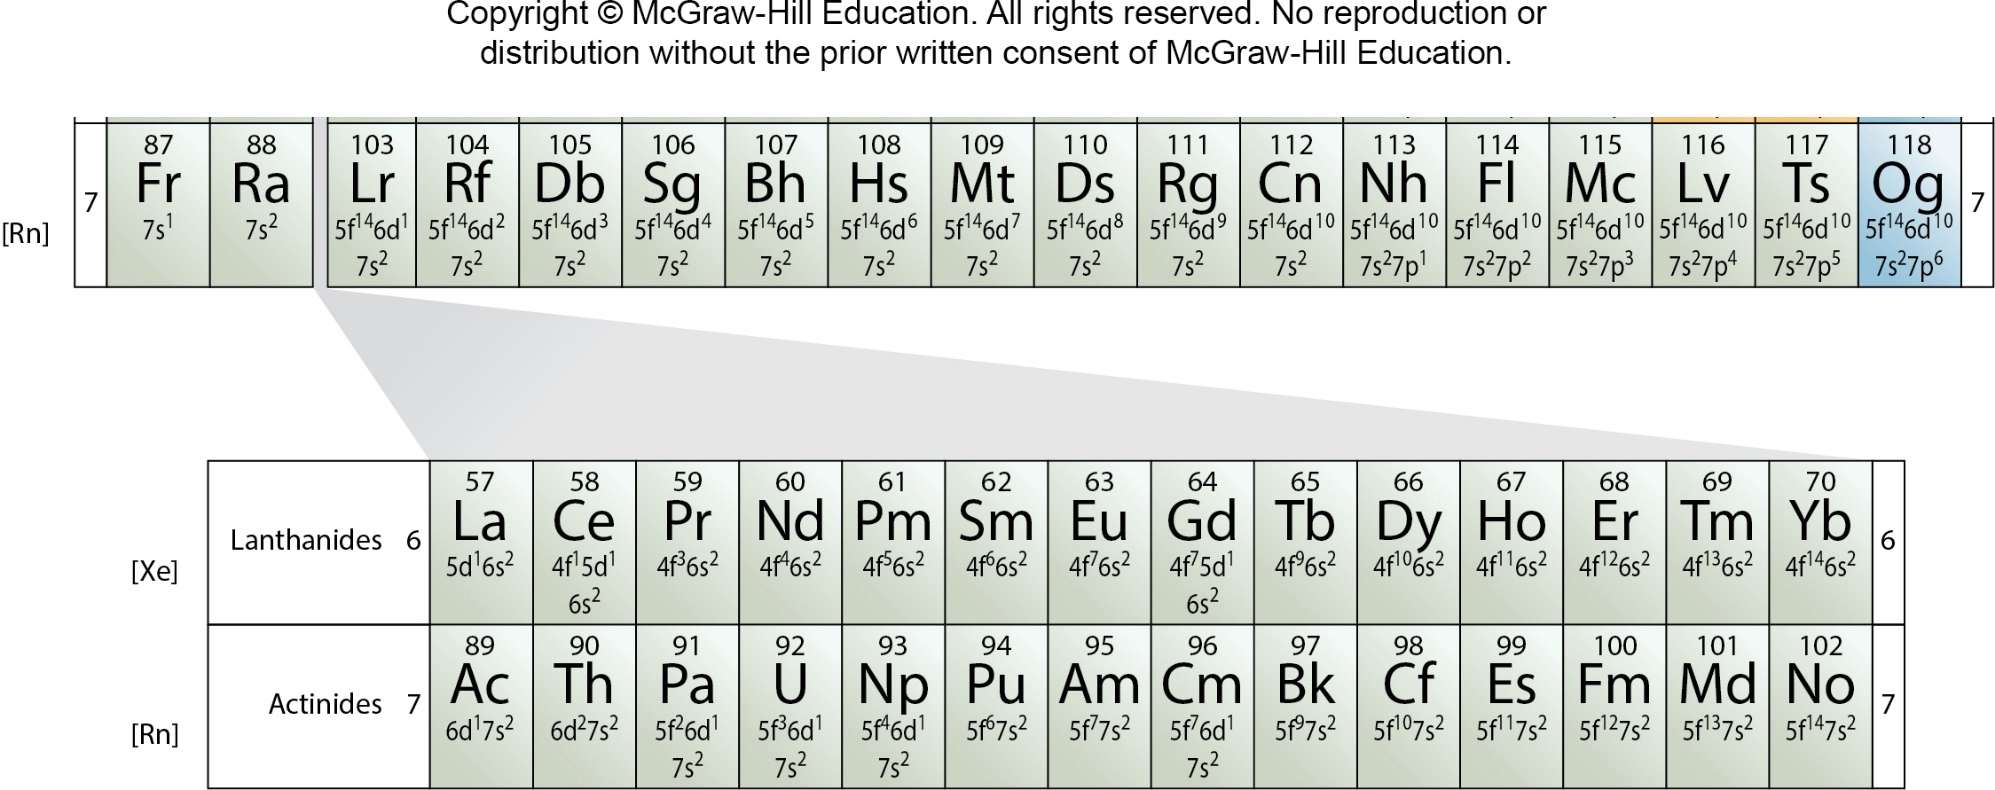 Copyright © McGraw-Hill Education. All rights reserved. No reproduction or
distribution without the prior written consent of McGraw-Hill Education.
87 88 103 104 105 106 107 108 109 110 111 112 113 114 115 116 117 118
7 Fr Ra Lr Rf Db Sg Bh Hs Mt Ds Rg Cn Nh Fl Mc Lv Ts Og 7
[Rn] 7s¹ 7s² 5f¹⁴6d¹ 5f¹⁴6d² 5f¹⁴6d³ 5f¹⁴6d⁴ 5f¹⁴6d⁵ 5f¹⁴6d⁶ 5f¹⁴6d⁷ 5f¹⁴6d⁸ 5f¹⁴6d⁹ 5f¹⁴6d¹⁰ 5f¹⁴6d¹⁰ 5f¹⁴6d¹⁰ 5f¹⁴6d¹⁰ 5f¹⁴6d¹⁰ 5f¹⁴6d¹⁰ 5f¹⁴6d¹⁰
7s² 7s² 7s² 7s² 7s² 7s² 7s² 7s² 7s² 7s² 7s²7p¹ 7s²7p² 7s²7p³ 7s²7p⁴ 7s²7p⁵ 7s²7p⁶
57 58 59 60 61 62 63 64 65 66 67 68 69 70
Lanthanides 6 La Ce Pr Nd Pm Sm Eu Gd Tb Dy Ho Er Tm Yb 6
[Xe] 5d¹6s² 4f¹5d¹ 4f³6s² 4f⁴6s² 4f⁵6s² 4f⁶6s² 4f⁷6s² 4f⁷5d¹ 4f⁹6s² 4f¹⁰6s² 4f¹¹6s² 4f¹²6s² 4f¹³6s² 4f¹⁴6s²
6s² 6s²
89 90 91 92 93 94 95 96 97 98 99 100 101 102
Actinides 7 Ac Th Pa U Np Pu Am Cm Bk Cf Es Fm Md No 7
[Rn] 6d¹7s² 6d²7s² 5f²6d¹ 5f³6d¹ 5f⁴6d¹ 5f⁶7s² 5f⁷7s² 5f⁷6d¹ 5f⁹7s² 5f¹⁰7s² 5f¹¹7s² 5f¹²7s² 5f¹³7s² 5f¹⁴7s²
7s² 7s² 7s² 7s²